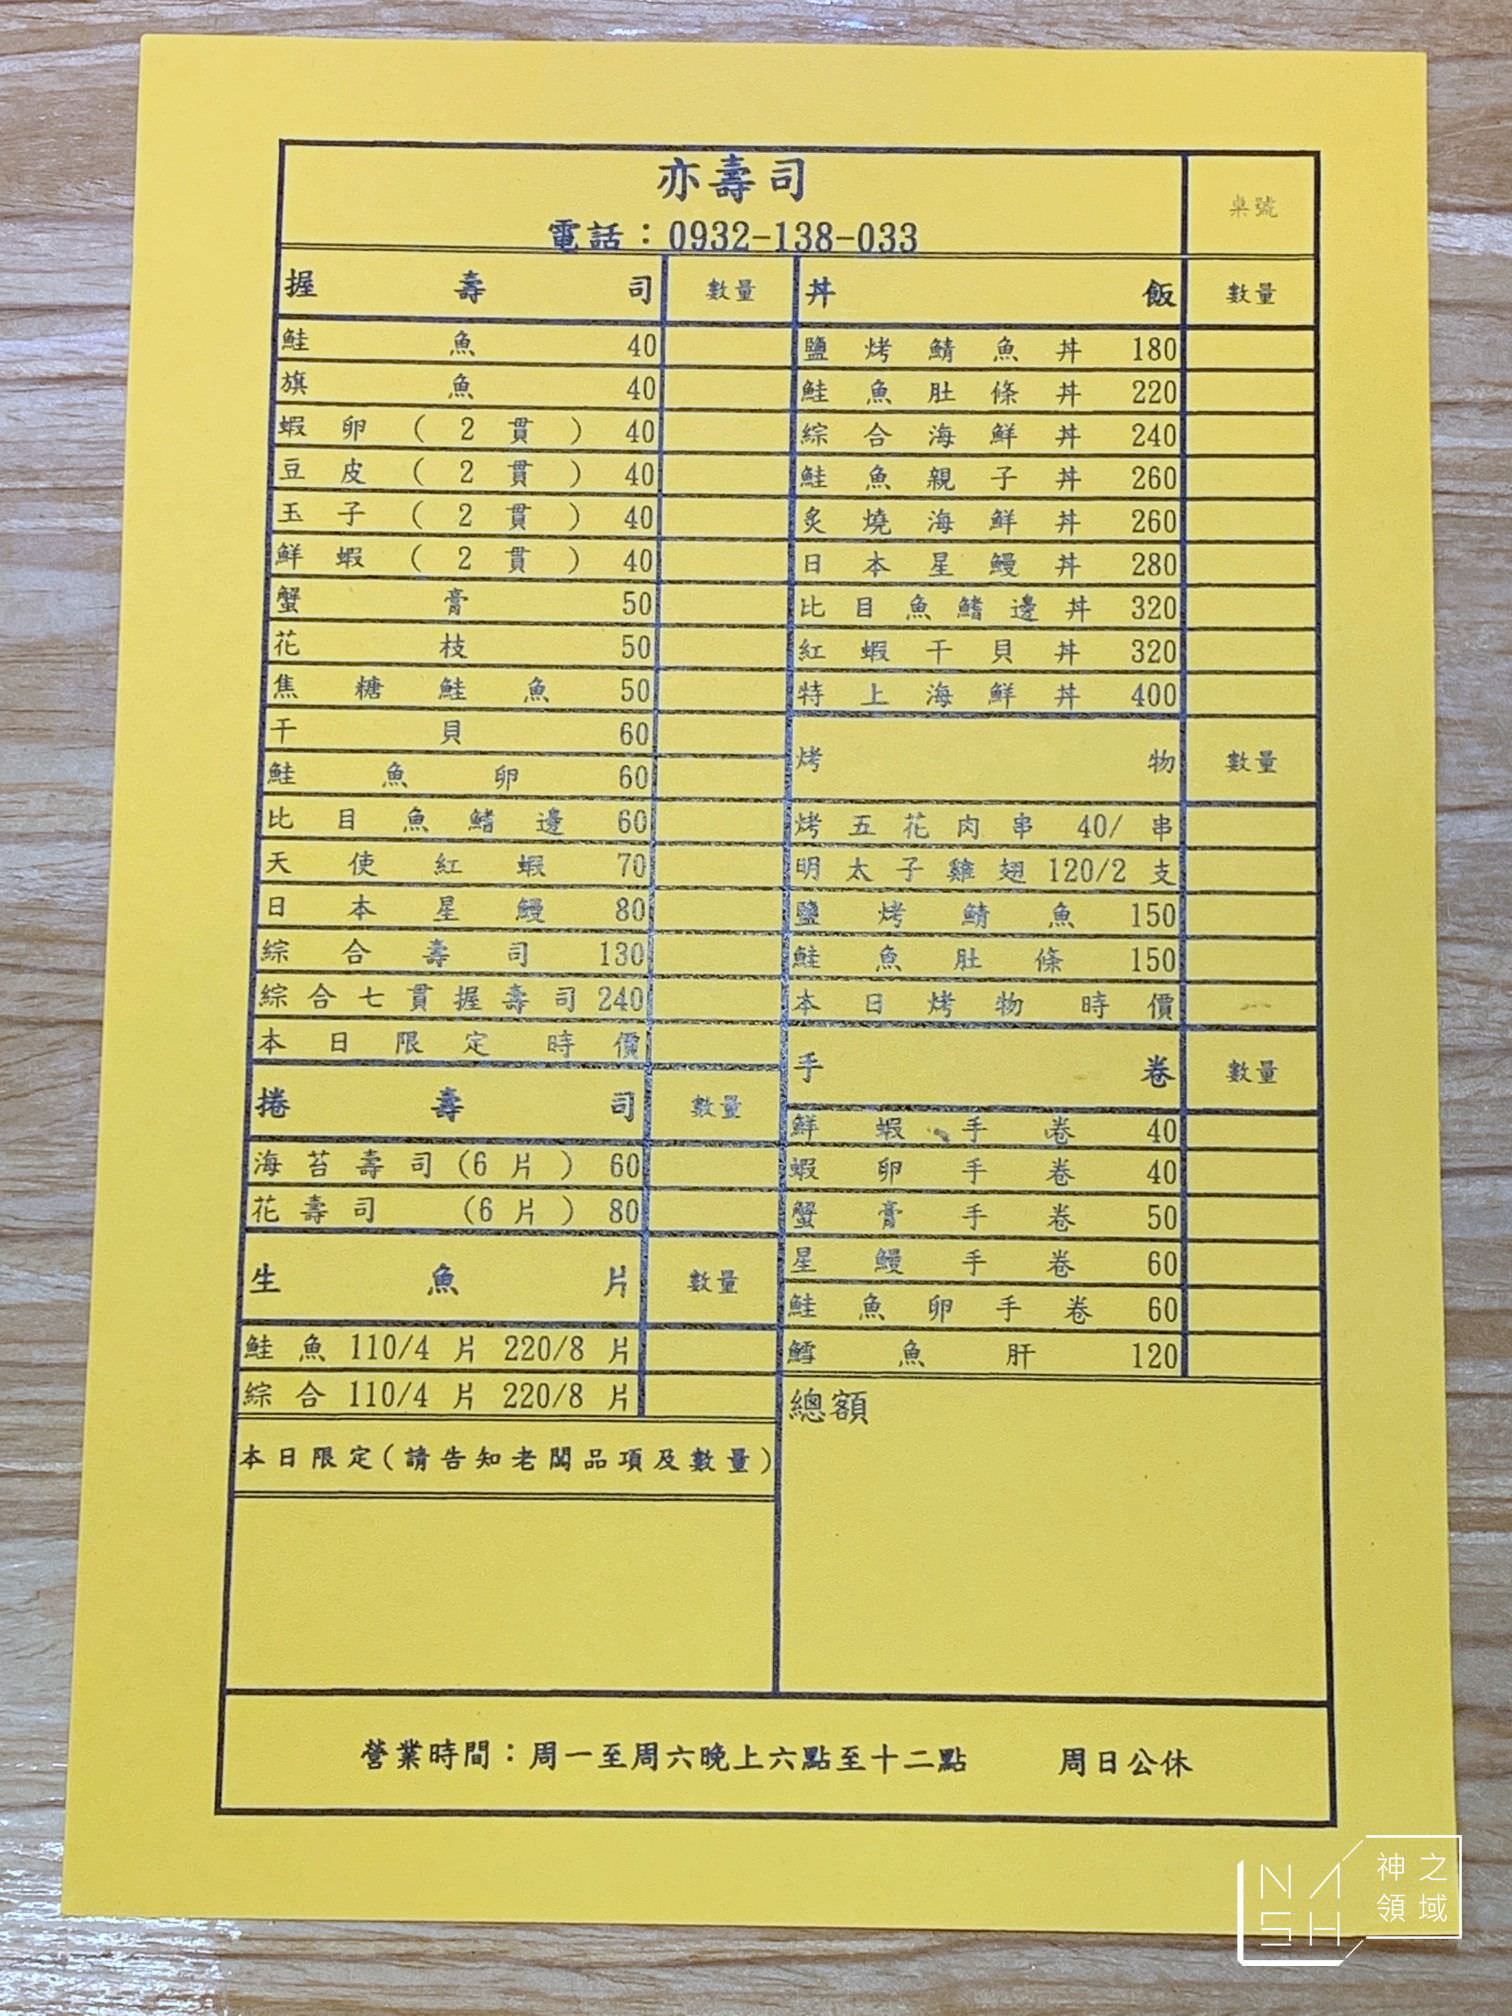 亦壽司
電話：0932-138-033
桌號
握壽司 數量
鮭魚 40
旗魚 40
蝦卵(2貫) 40
豆皮(2貫) 40
玉子(2貫) 40
鮮蝦(2貫) 40
蟹膏 50
花枝 50
焦糖鮭魚 50
干貝 60
鮭魚卵 60
比目魚鰭邊 60
天使紅蝦 70
日本星鰻 80
綜合壽司 130
綜合七貫握壽司 240
本日限定 時價
捲壽司 數量
海苔壽司(6片) 60
花壽司 (6片) 80
生魚片 數量
鮭魚 110/4片 220/8片
綜合 110/4片 220/8片
本日限定(請告知老闆品項及數量)
丼飯 數量
鹽烤鯖魚丼 180
鮭魚肚條丼 220
綜合海鮮丼 240
鮭魚親子丼 260
炙燒海鮮丼 260
日本星鰻丼 280
比目魚鰭邊丼 320
紅蝦干貝丼 320
特上海鮮丼 400
烤物 數量
烤五花肉串 40/串
明太子雞翅 120/2支
鹽烤鯖魚 150
鮭魚肚條 150
本日烤物 時價
手卷 數量
鮮蝦手卷 40
蝦卵手卷 40
蟹膏手卷 50
星鰻手卷 60
鮭魚卵手卷 60
鱈魚肝 120
總額
營業時間：周一至周六晚上六點至十二點 周日公休
NASH
神之
領域